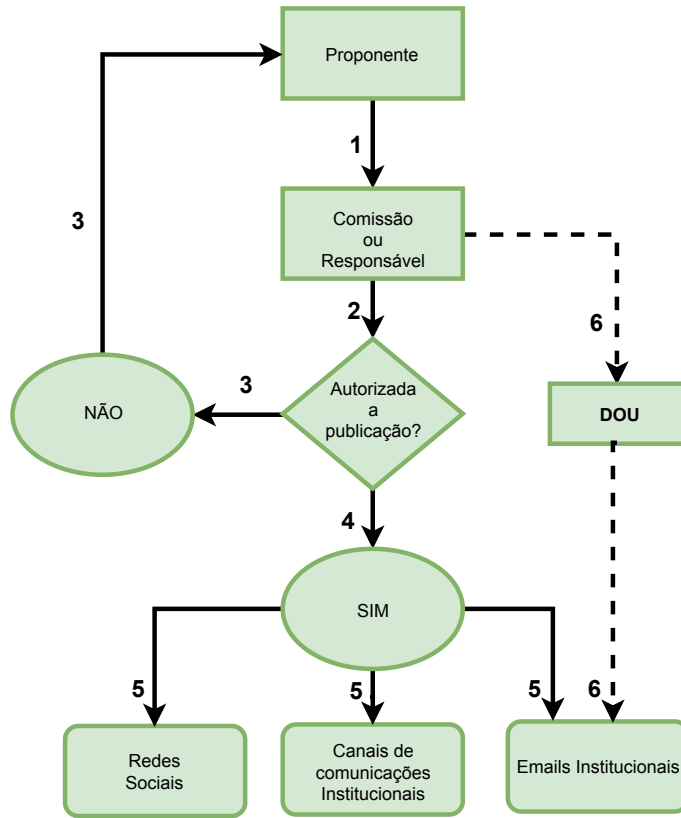 Proponente
1
3
Comissão
ou
Responsável
2
6
3
NÃO
Autorizada
a
publicação?
DOU
4
SIM
5
5
5
6
Redes
Sociais
Canais de
comunicações
Institucionais
Emails Institucionais